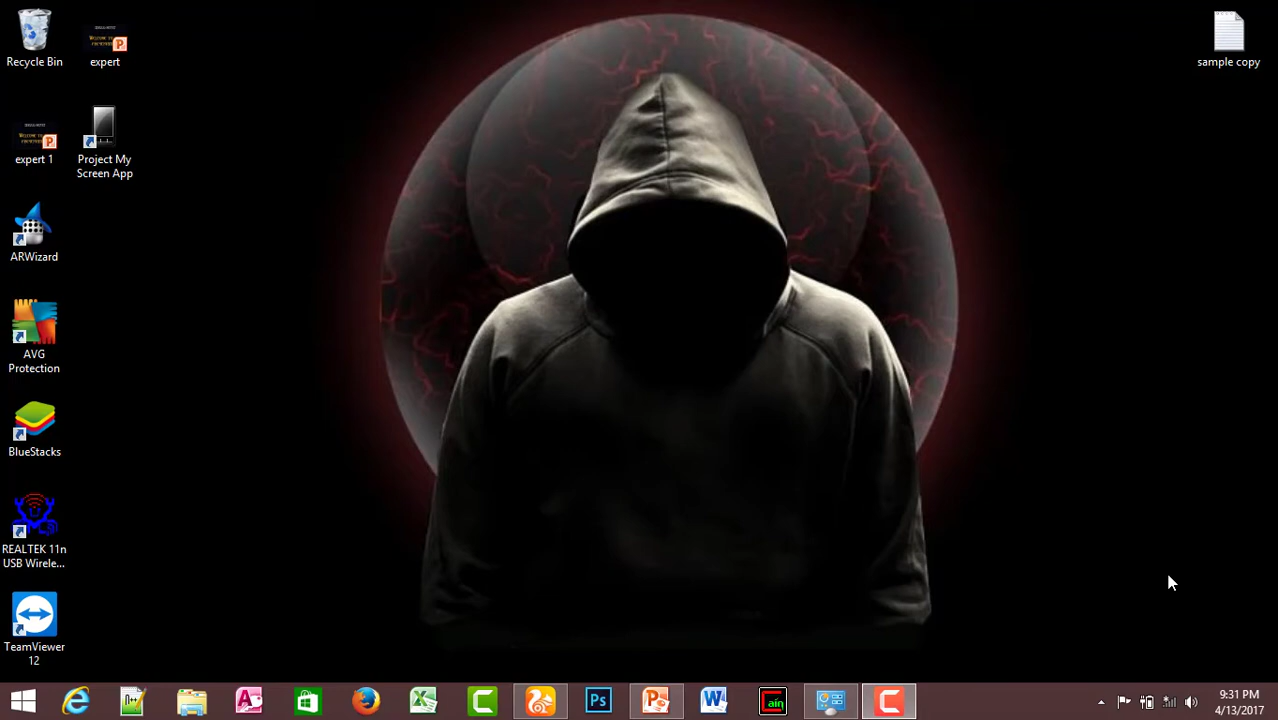 Recycle Bin
expert
sample copy
expert 1
Project My
Screen App
ARWizard
AVG
Protection
BlueStacks
REALTEK 11n
USB Wirele...
TeamViewer
12
Ps
9:31 PM
4/13/2017